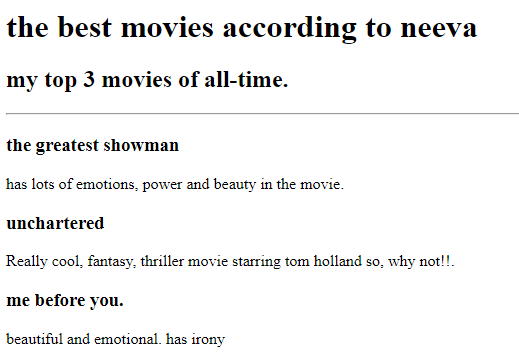 the best movies according to neeva
my top 3 movies of all-time.
the greatest showman
has lots of emotions, power and beauty in the movie.
unchartered
Really cool, fantasy, thriller movie starring tom holland so, why not!!.
me before you.
beautiful and emotional. has irony